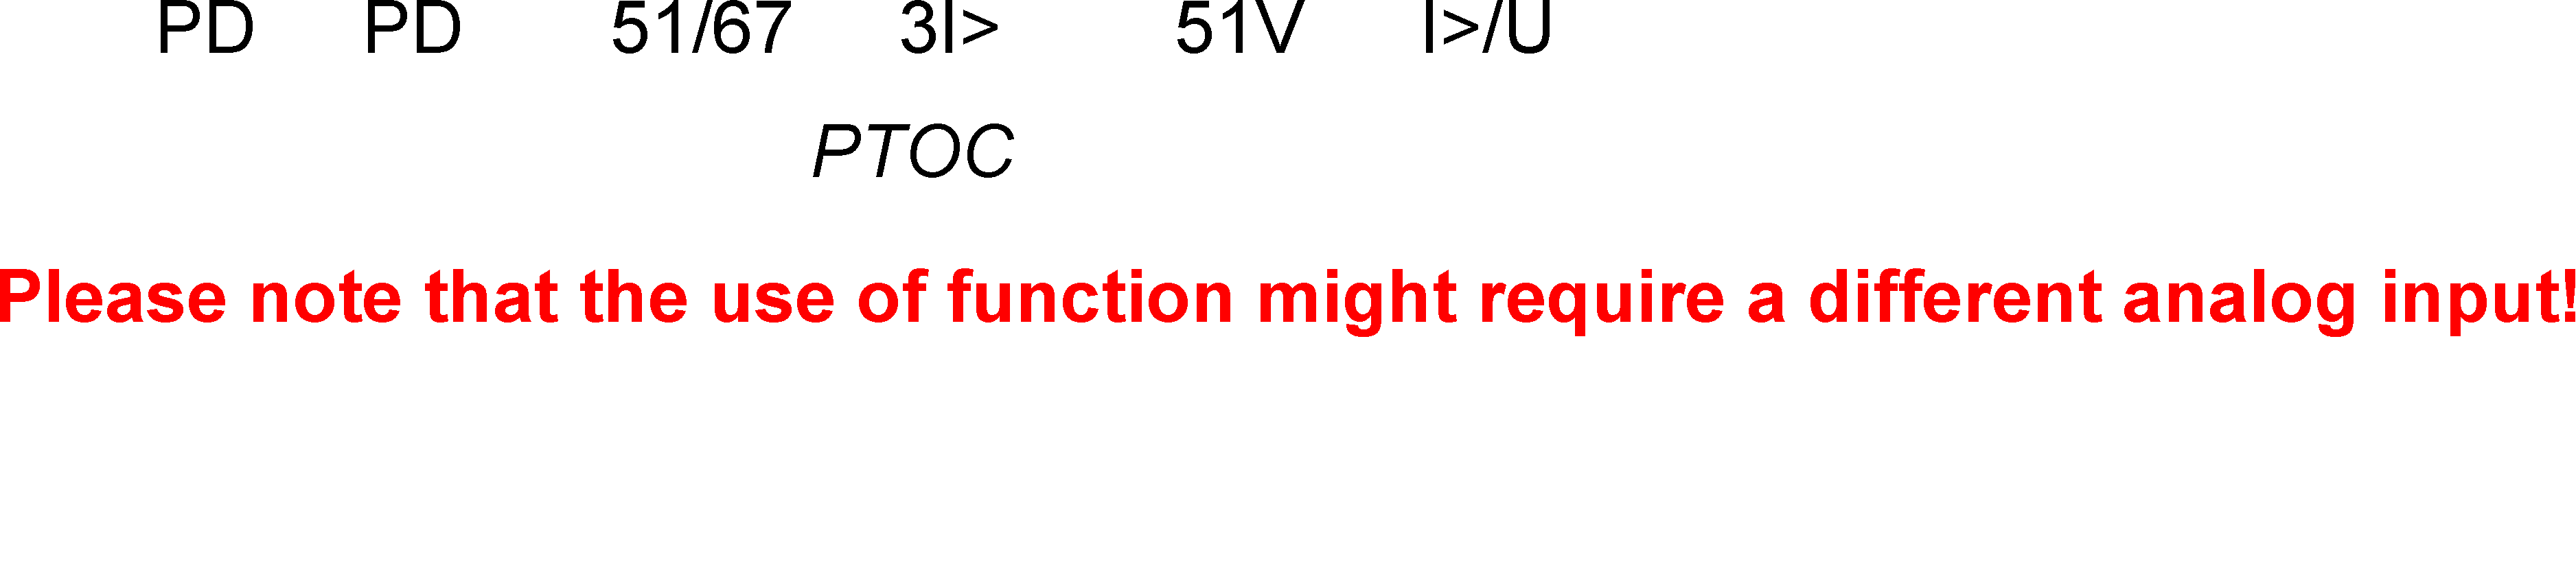 PD PD 51/67 3I> 51V I>/U
PTOC
Please note that the use of function might require a different analog input!